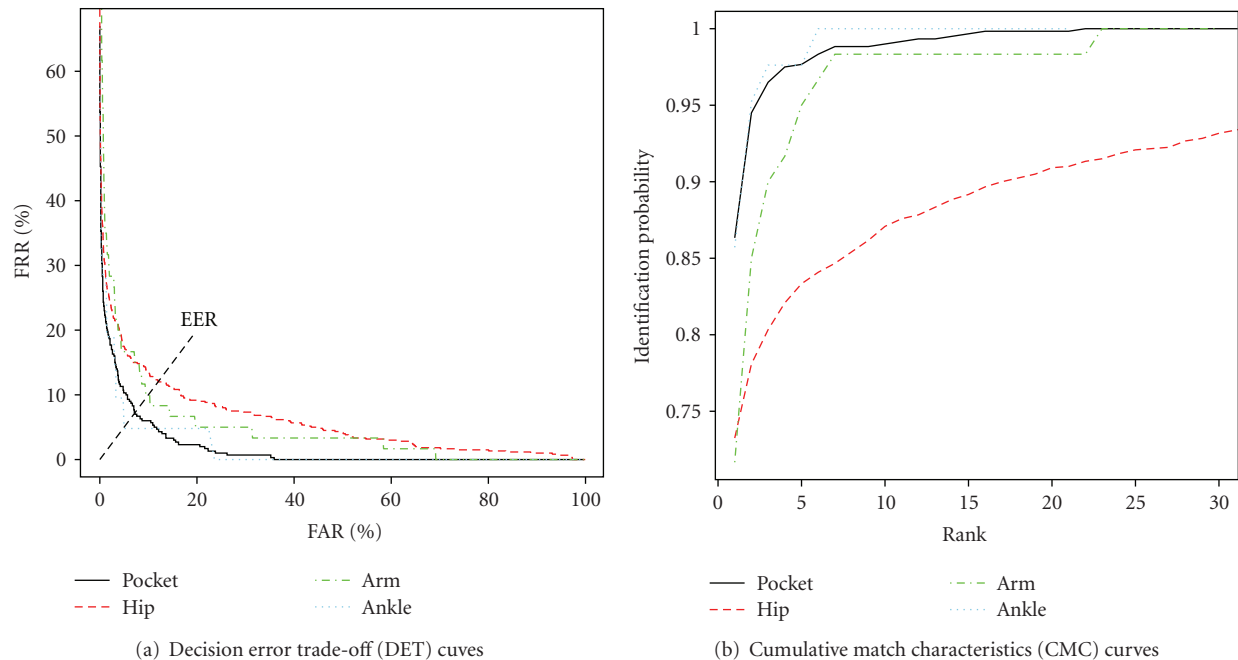 60
50
40
30
20
10
0
FRR (%)
EER
0 20 40 60 80 100
FAR (%)
Pocket
Hip
Arm
Ankle
(a) Decision error trade-off (DET) cuves
1
0.95
0.9
0.85
0.8
0.75
Identification probability
0 5 10 15 20 25 30
Rank
Pocket
Hip
Arm
Ankle
(b) Cumulative match characteristics (CMC) curves